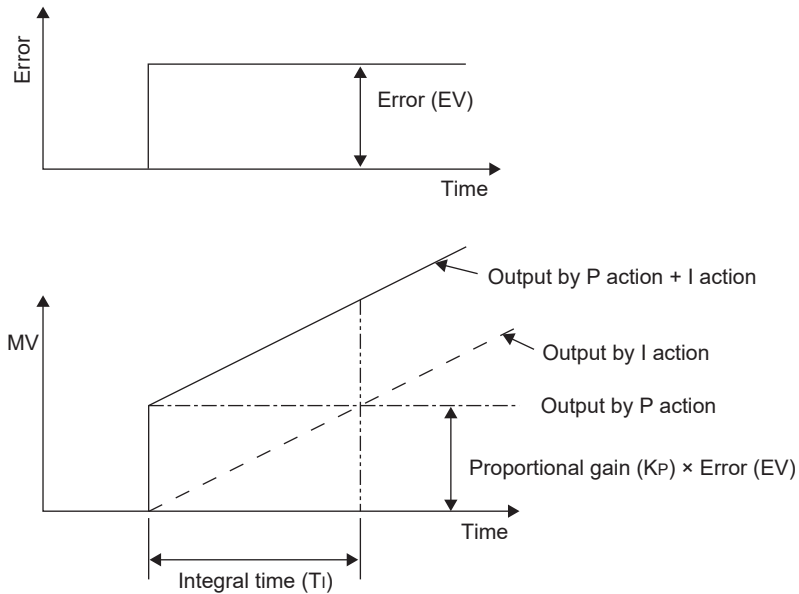 Error
Error (EV)
Time
Output by P action + I action
MV
Output by I action
Output by P action
Proportional gain (KP) × Error (EV)
Time
Integral time (TI)